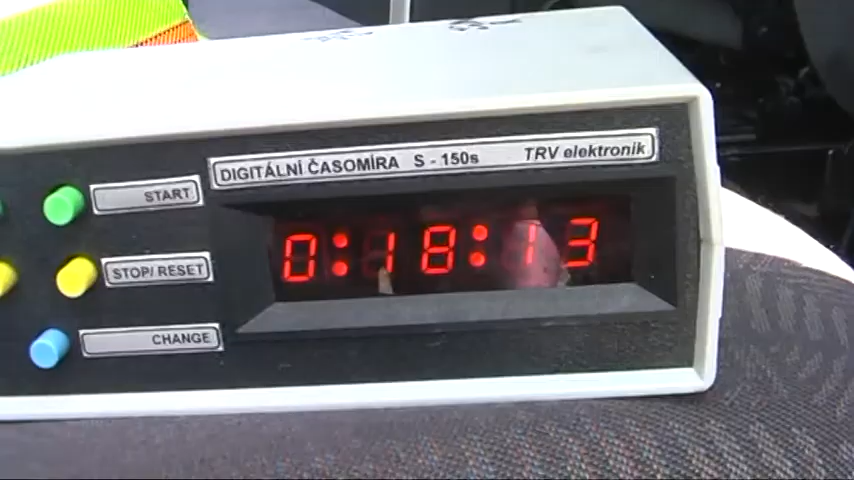 DIGITÁLNÍ ČASOMÍRA S - 150s TRV elektronik
START
0:18:13
STOP/ RESET
CHANGE